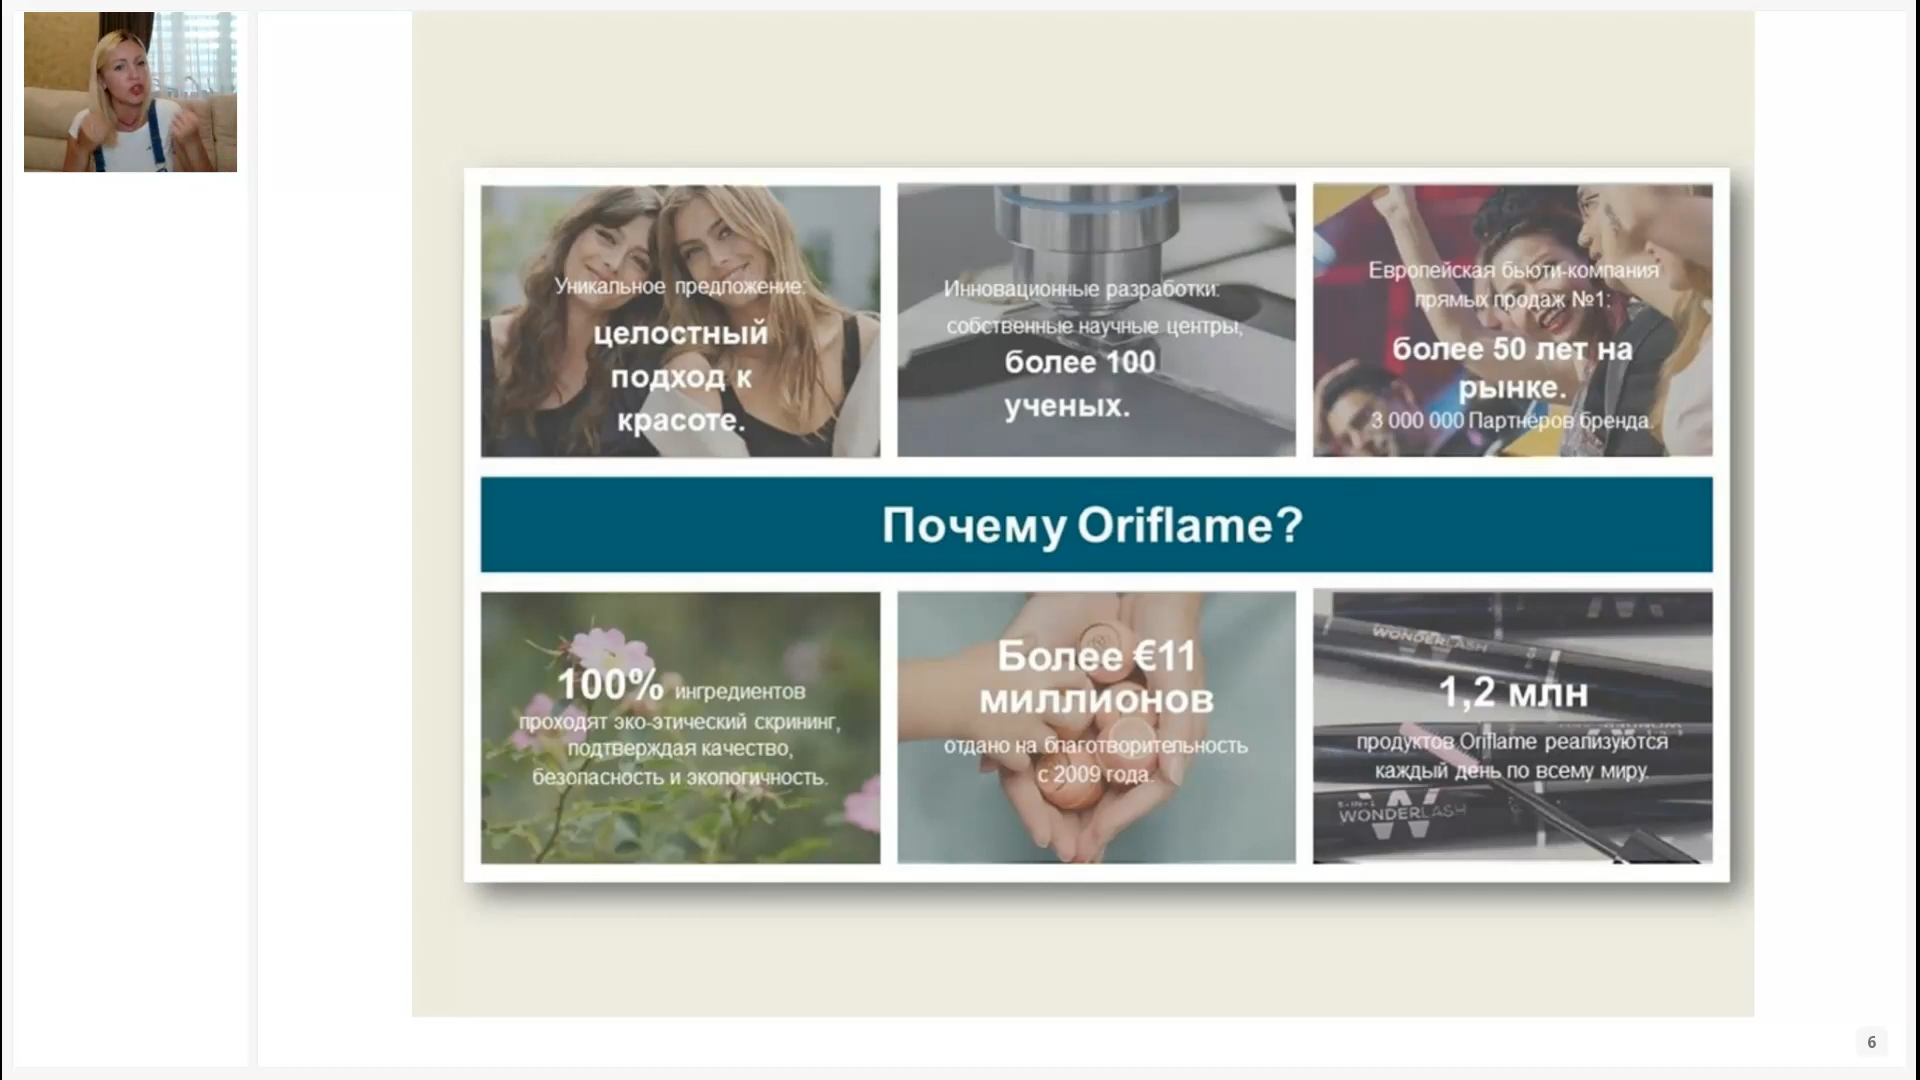 Уникальное предложение:
целостный
подход к
красоте.
Инновационные разработки:
собственные научные центры,
более 100
ученых.
Европейская бьюти-компания
прямых продаж №1:
более 50 лет на
рынке.
3 000 000 Партнёров бренда.
Почему Oriflame?
100% ингредиентов
проходят эко-этический скрининг,
подтверждая качество,
безопасность и экологичность.
Более €11
миллионов
отдано на благотворительность
с 2009 года.
WONDERLASH
1,2 млн
продуктов Oriflame реализуются
каждый день по всему миру.
5-IN-1
WONDERLASH
6